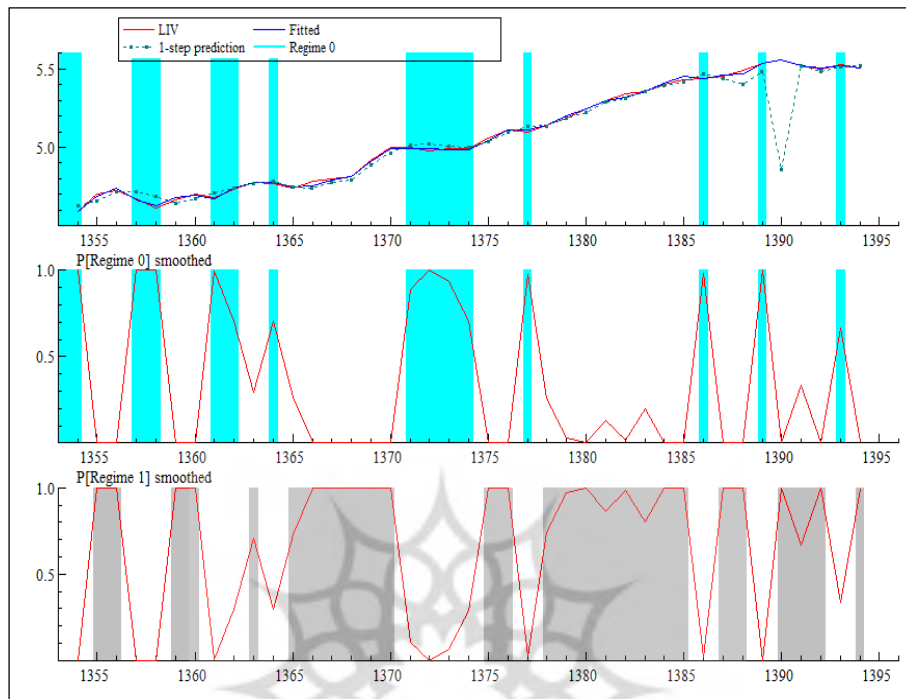 LIV Fitted
1-step prediction Regime 0
5.5
5.0
1355 1360 1365 1370 1375 1380 1385 1390 1395
P[Regime 0] smoothed
1.0
0.5
1355 1360 1365 1370 1375 1380 1385 1390 1395
P[Regime 1] smoothed
1.0
0.5
1355 1360 1365 1370 1375 1380 1385 1390 1395